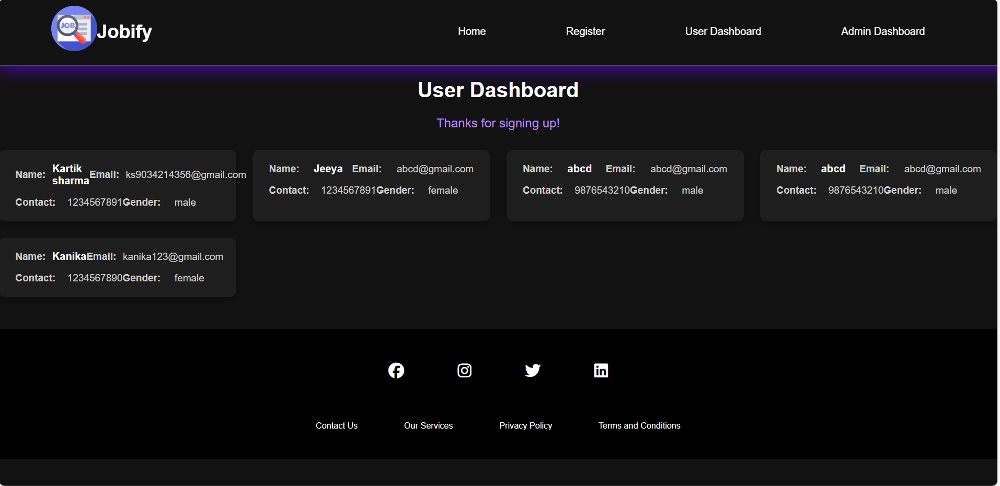 JOB
Jobify
Home Register User Dashboard Admin Dashboard
User Dashboard
Thanks for signing up!
Name: Kartik sharma Email: ks9034214356@gmail.com
Contact: 1234567891 Gender: male
Name: Jeeya Email: abcd@gmail.com
Contact: 1234567891 Gender: female
Name: abcd Email: abcd@gmail.com
Contact: 9876543210 Gender: male
Name: abcd Email: abcd@gmail.com
Contact: 9876543210 Gender: male
Name: Kanika Email: kanika123@gmail.com
Contact: 1234567890 Gender: female
Contact Us Our Services Privacy Policy Terms and Conditions